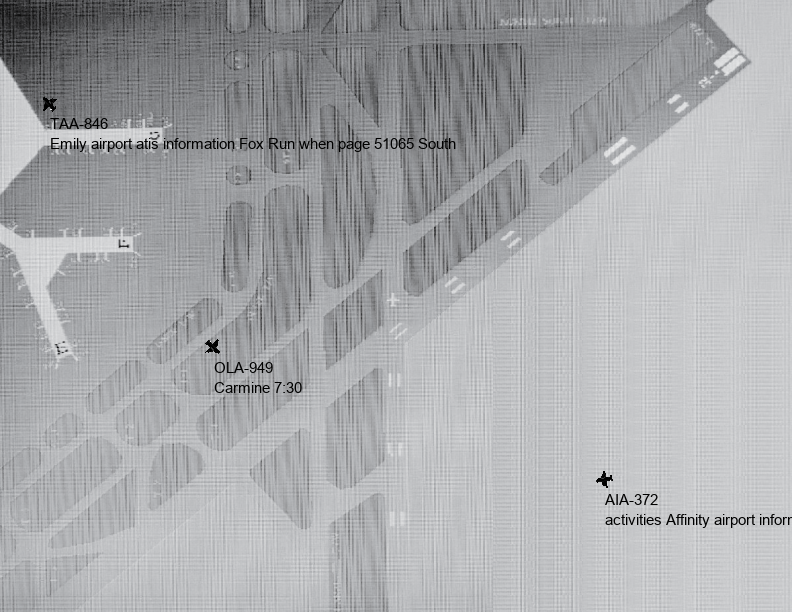 TAA-846
Emily airport atis information Fox Run when page 51065 South
OLA-949
Carmine 7:30
AIA-372
activities Affinity airport infor